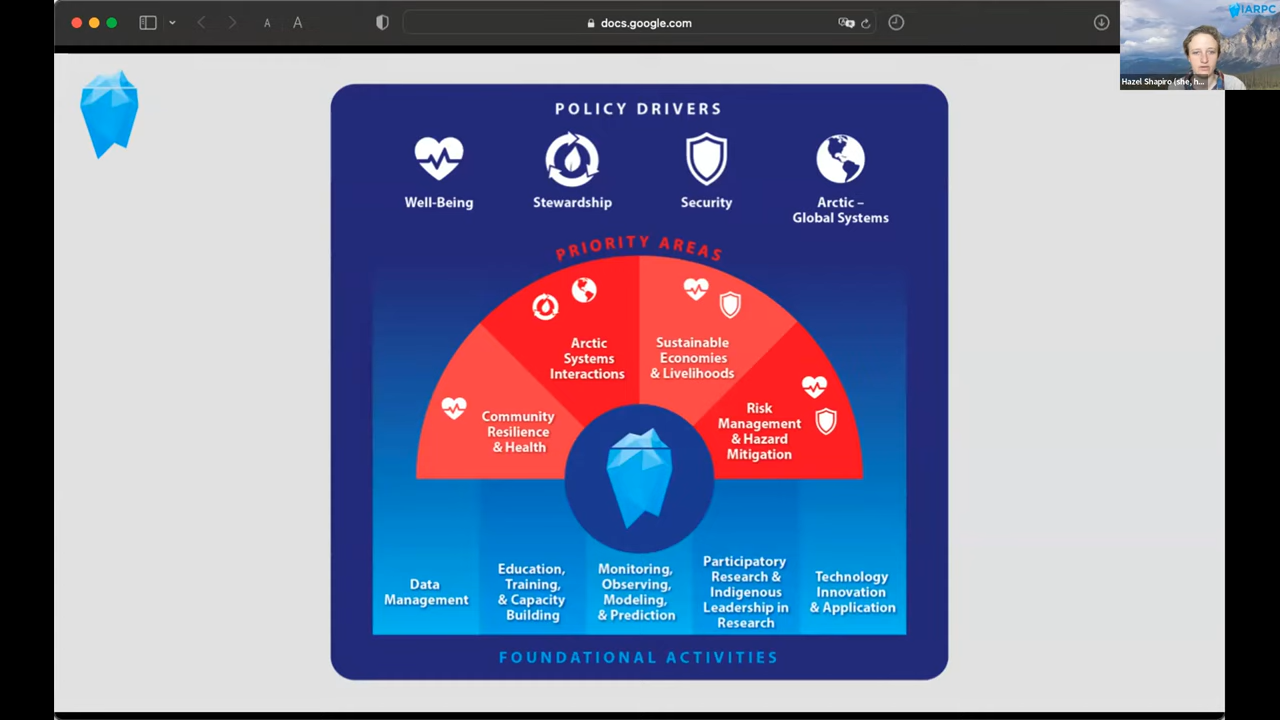 A A
docs.google.com
IARPC
Hazel Shapiro (she, h...
POLICY DRIVERS
Well-Being
Stewardship
Security
Arctic –
Global Systems
PRIORITY AREAS
Community
Resilience
& Health
Arctic
Systems
Interactions
Sustainable
Economies
& Livelihoods
Risk
Management
& Hazard
Mitigation
Data
Management
Education,
Training,
& Capacity
Building
Monitoring,
Observing,
Modeling,
& Prediction
Participatory
Research &
Indigenous
Leadership in
Research
Technology
Innovation
& Application
FOUNDATIONAL ACTIVITIES